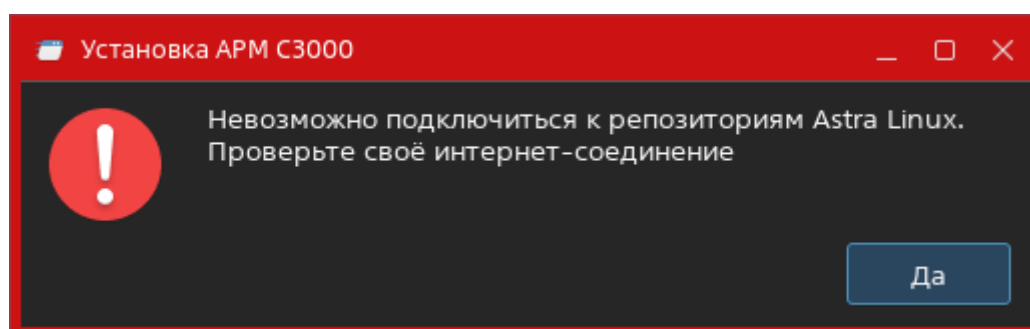 Установка АРМ С3000
Невозможно подключиться к репозиториям Astra Linux.
Проверьте своё интернет-соединение
Да